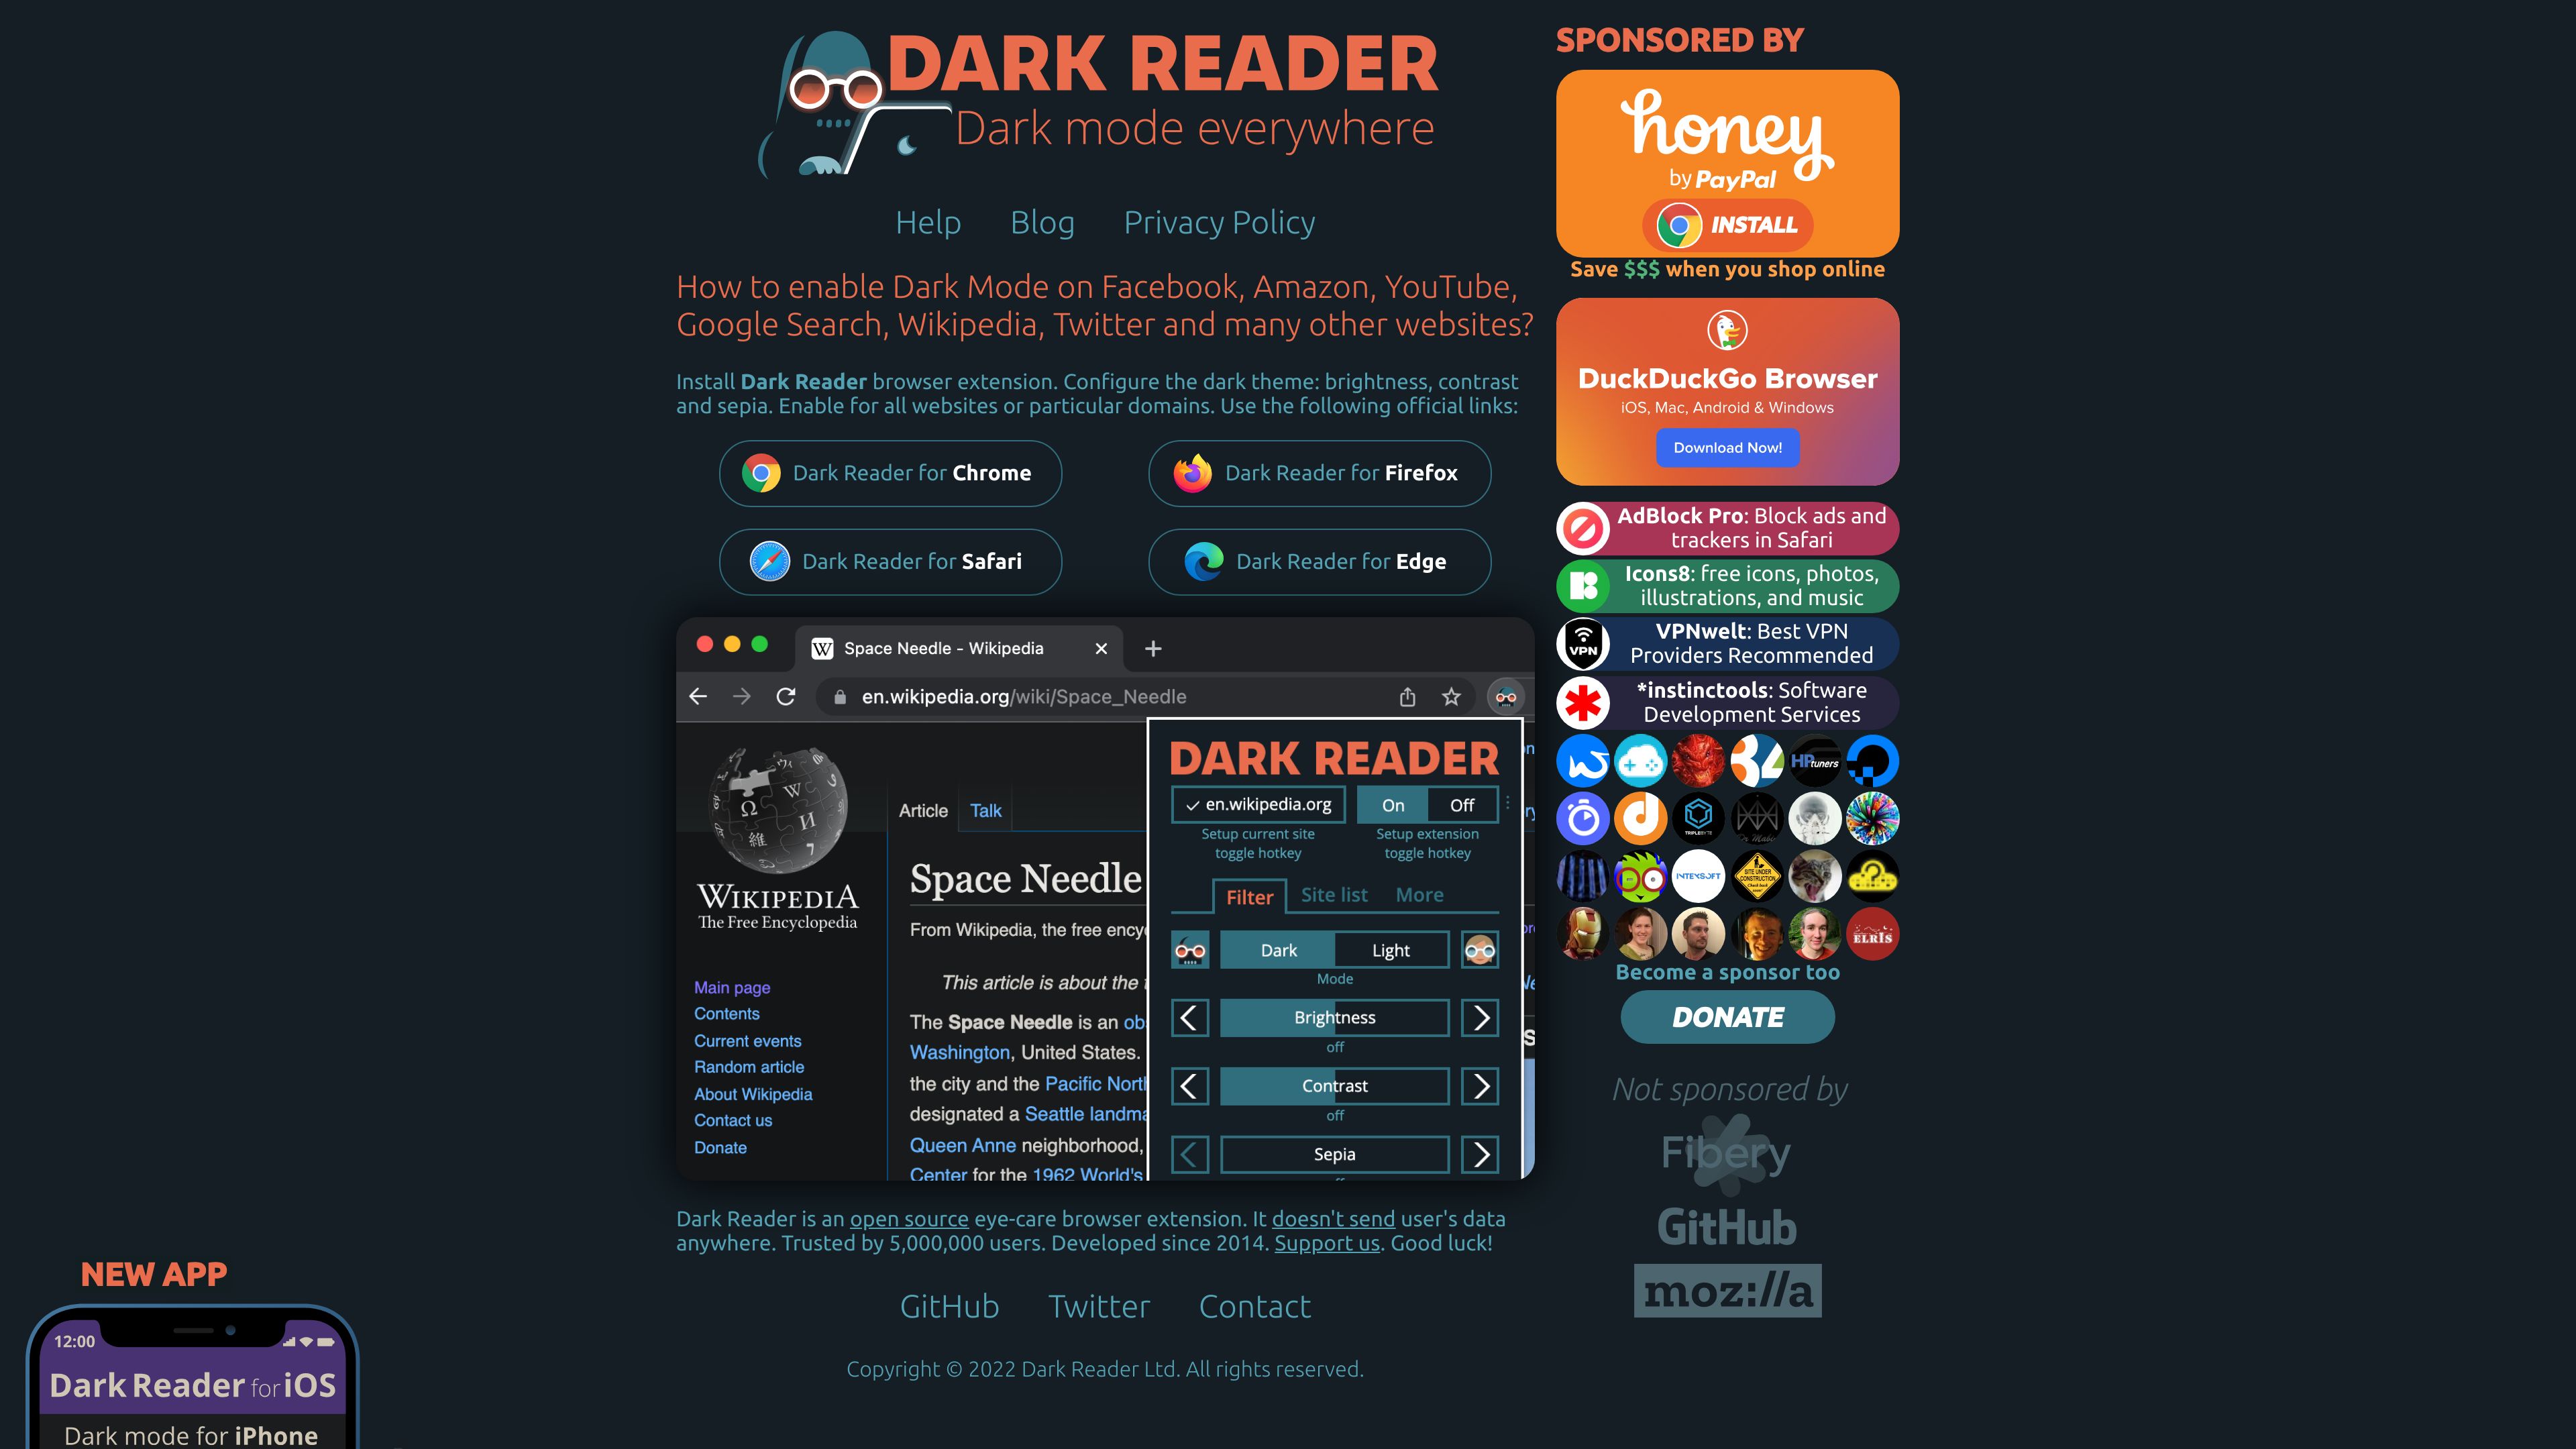 DARK READER
Dark mode everywhere
Help Blog Privacy Policy
How to enable Dark Mode on Facebook, Amazon, YouTube,
Google Search, Wikipedia, Twitter and many other websites?
Install Dark Reader browser extension. Configure the dark theme: brightness, contrast
and sepia. Enable for all websites or particular domains. Use the following official links:
Dark Reader for Chrome
Dark Reader for Firefox
Dark Reader for Safari
Dark Reader for Edge
Space Needle - Wikipedia
en.wikipedia.org/wiki/Space_Needle
WIKIPEDIA
The Free Encyclopedia
Main page
Contents
Current events
Random article
About Wikipedia
Contact us
Donate
Article Talk
Space Needle
From Wikipedia, the free ency
This article is about the
The Space Needle is an ob
Washington, United States.
the city and the Pacific Nort
designated a Seattle landma
Queen Anne neighborhood,
Center for the 1962 World's
DARK READER
en.wikipedia.org On Off
Setup current site
toggle hotkey
Setup extension
toggle hotkey
Filter Site list More
Dark Light
Mode
Brightness
off
Contrast
off
Sepia
Dark Reader is an open source eye-care browser extension. It doesn't send user's data
anywhere. Trusted by 5,000,000 users. Developed since 2014. Support us. Good luck!
GitHub Twitter Contact
Copyright © 2022 Dark Reader Ltd. All rights reserved.
NEW APP
12:00
Dark Reader for iOS
Dark mode for iPhone
SPONSORED BY
honey
by PayPal
INSTALL
Save $$$ when you shop online
DuckDuckGo Browser
iOS, Mac, Android & Windows
Download Now!
AdBlock Pro: Block ads and
trackers in Safari
Icons8: free icons, photos,
illustrations, and music
VPN
VPNwelt: Best VPN
Providers Recommended
*instinctools: Software
Development Services
HP tuners
TRIPLEBYTE
INTERSOFT
SITE UNDER
CONSTRUCTION
ELRIS
Become a sponsor too
DONATE
Not sponsored by
Fibery
GitHub
moz://a